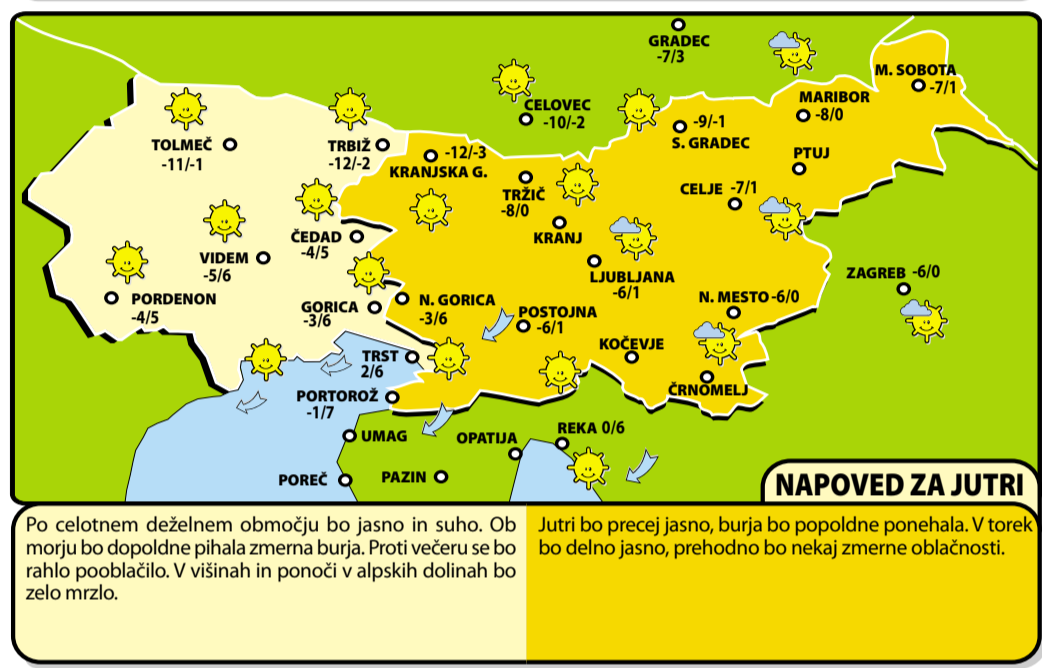 GRADEC
-7/3
M. SOBOTA
-7/1
CELOVEC
-10/-2
MARIBOR
-8/0
-9/-1
S. GRADEC
TOLMEČ
-11/-1
TRBIŽ
-12/-2
-12/-3
KRANJSKA G.
PTUJ
TRŽIČ
-8/0
CELJE -7/1
KRANJ
ČEDAD
-4/5
VIDEM
-5/6
LJUBLJANA
-6/1
ZAGREB -6/0
PORDENON
-4/5
GORICA
-3/6
N. GORICA
-3/6
POSTOJNA
-6/1
N. MESTO -6/0
KOČEVJE
TRST
2/6
ČRNOMELJ
PORTOROŽ
-1/7
UMAG
OPATIJA
REKA 0/6
POREČ
PAZIN
NAPOVED ZA JUTRI
Po celotnem deželnem območju bo jasno in suho. Ob
morju bo dopoldne pihala zmerna burja. Proti večeru se bo
rahlo pooblačilo. V višinah in ponoči v alpskih dolinah bo
zelo mrzlo.
Jutri bo precej jasno, burja bo popoldne ponehala. V torek
bo delno jasno, prehodno bo nekaj zmerne oblačnosti.